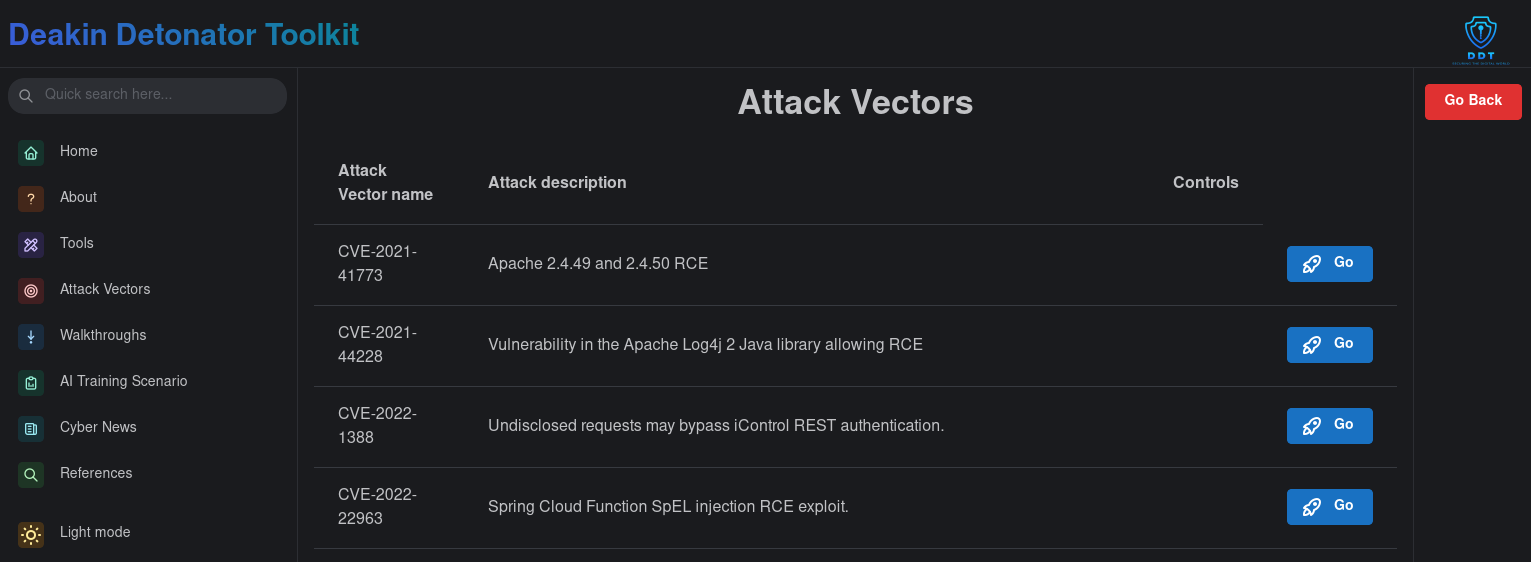 Deakin Detonator Toolkit
DDT
Quick search here...
Home
About
Tools
Attack Vectors
Walkthroughs
AI Training Scenario
Cyber News
References
Light mode
Attack Vectors
Go Back
Attack
Vector name
Attack description
Controls
CVE-2021-
41773
Apache 2.4.49 and 2.4.50 RCE
Go
CVE-2021-
44228
Vulnerability in the Apache Log4j 2 Java library allowing RCE
Go
CVE-2022-
1388
Undisclosed requests may bypass iControl REST authentication.
Go
CVE-2022-
22963
Spring Cloud Function SpEL injection RCE exploit.
Go